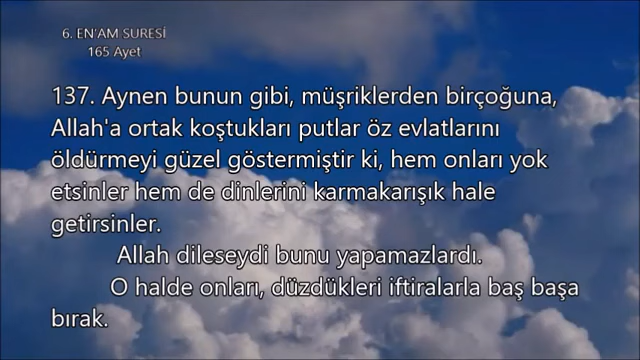 6. EN'AM SURESİ
165 Ayet
137. Aynen bunun gibi, müşriklerden birçoğuna,
Allah'a ortak koştukları putlar öz evlatlarını
öldürmeyi güzel göstermiştir ki, hem onları yok
etsinler hem de dinlerini karmakarışık hale
getirsinler.
Allah dileseydi bunu yapamazlardı.
O halde onları, düzdükleri iftiralarla baş başa
bırak.